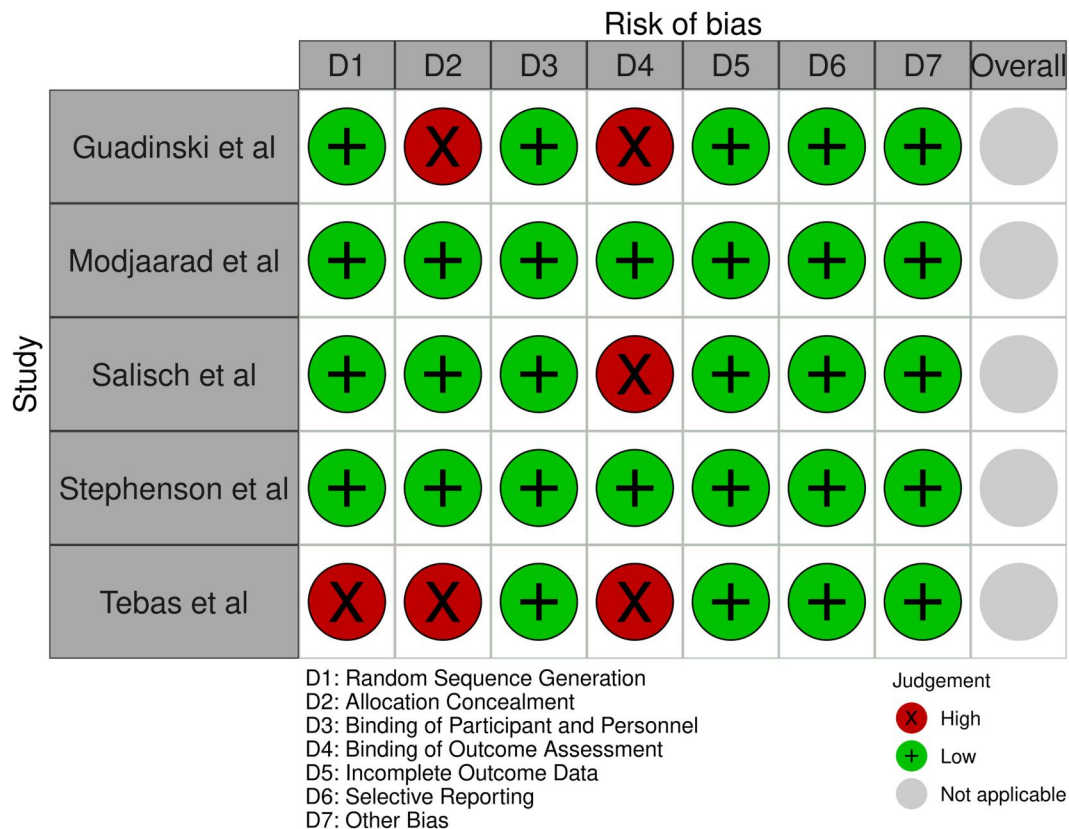 Risk of bias
D1 D2 D3 D4 D5 D6 D7 Overall
Study
Guadinski et al + X + X + + +
Modjaarad et al + + + + + + +
Salisch et al + + + X + + +
Stephenson et al + + + + + + +
Tebas et al X X + X + + +
D1: Random Sequence Generation
D2: Allocation Concealment
D3: Binding of Participant and Personnel
D4: Binding of Outcome Assessment
D5: Incomplete Outcome Data
D6: Selective Reporting
D7: Other Bias
Judgement
X High
+ Low
Not applicable